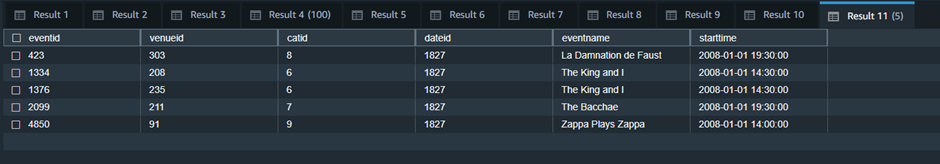 Result 1 Result 2 Result 3 Result 4 (100) Result 5 Result 6 Result 7 Result 8 Result 9 Result 10 Result 11 (5)
eventid venueid catid dateid eventname starttime
423 303 8 1827 La Damnation de Faust 2008-01-01 19:30:00
1334 208 6 1827 The King and I 2008-01-01 14:30:00
1376 235 6 1827 The King and I 2008-01-01 14:30:00
2099 211 7 1827 The Bacchae 2008-01-01 19:30:00
4850 91 9 1827 Zappa Plays Zappa 2008-01-01 14:00:00